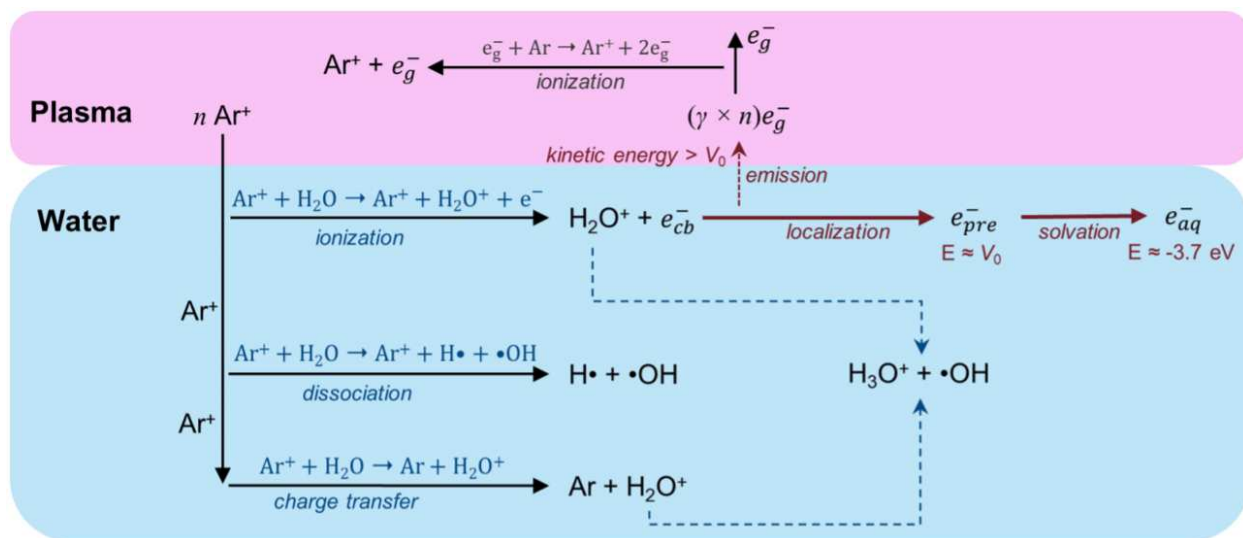 e⁻g + Ar → Ar⁺ + 2e⁻g
Ar⁺ + e⁻g
ionization
e⁻g
Plasma
n Ar⁺
(γ × n)e⁻g
kinetic energy > V₀
emission
Water
Ar⁺ + H₂O → Ar⁺ + H₂O⁺ + e⁻
ionization
H₂O⁺ + e⁻cb
localization
e⁻pre
E ≈ V₀
solvation
e⁻aq
E ≈ -3.7 eV
Ar⁺
Ar⁺ + H₂O → Ar⁺ + H• + •OH
dissociation
H• + •OH
H₃O⁺ + •OH
Ar⁺
Ar⁺ + H₂O → Ar + H₂O⁺
charge transfer
Ar + H₂O⁺